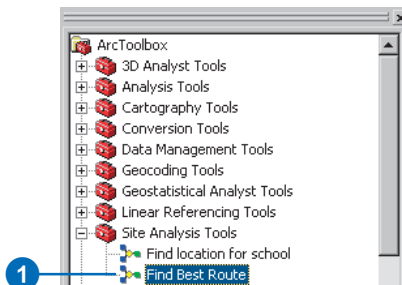 ArcToolbox
3D Analyst Tools
Analysis Tools
Cartography Tools
Conversion Tools
Data Management Tools
Geocoding Tools
Geostatistical Analyst Tools
Linear Referencing Tools
Site Analysis Tools
Find location for school
1 Find Best Route